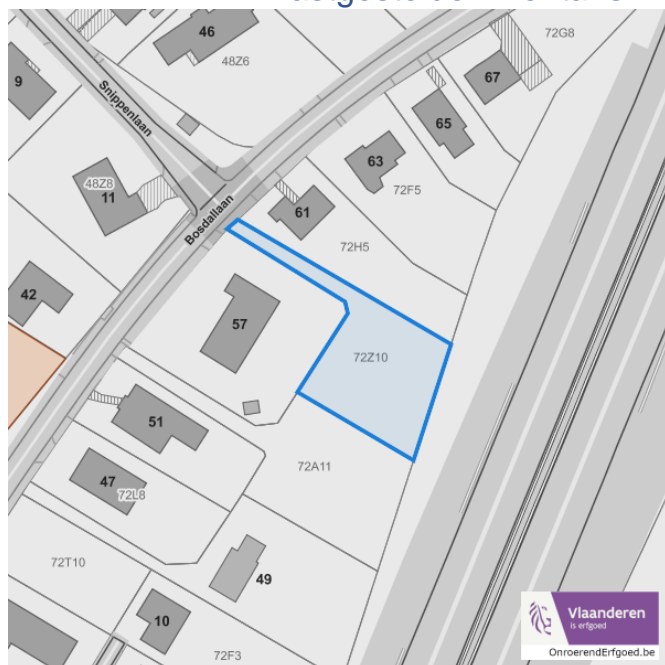 46
48Z6
72G8
9
67
Snippenlaan
65
63
72F5
48Z8
11
61
Bosdallaan
72H5
42
57
72Z10
51
72A11
47
72L8
72T10
49
10
72F3
Vlaanderen
is erfgoed
OnroerendErfgoed.be